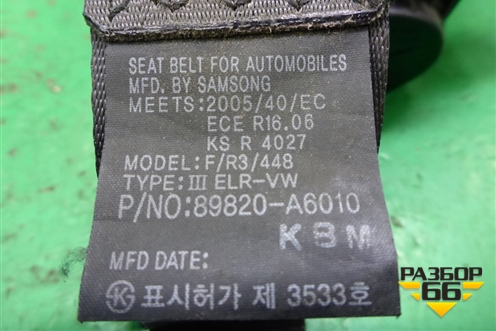 SEAT BELT FOR AUTOMOBILES
MFD. BY SAMSONG
MEETS:2005/40/EC
ECE R16.06
KS R 4027
MODEL: F/R3/448
TYPE: III ELR-VW
P/NO:89820-A6010
KBM
MFD DATE:
표시허가 제 3533호
РАЗБОР
66